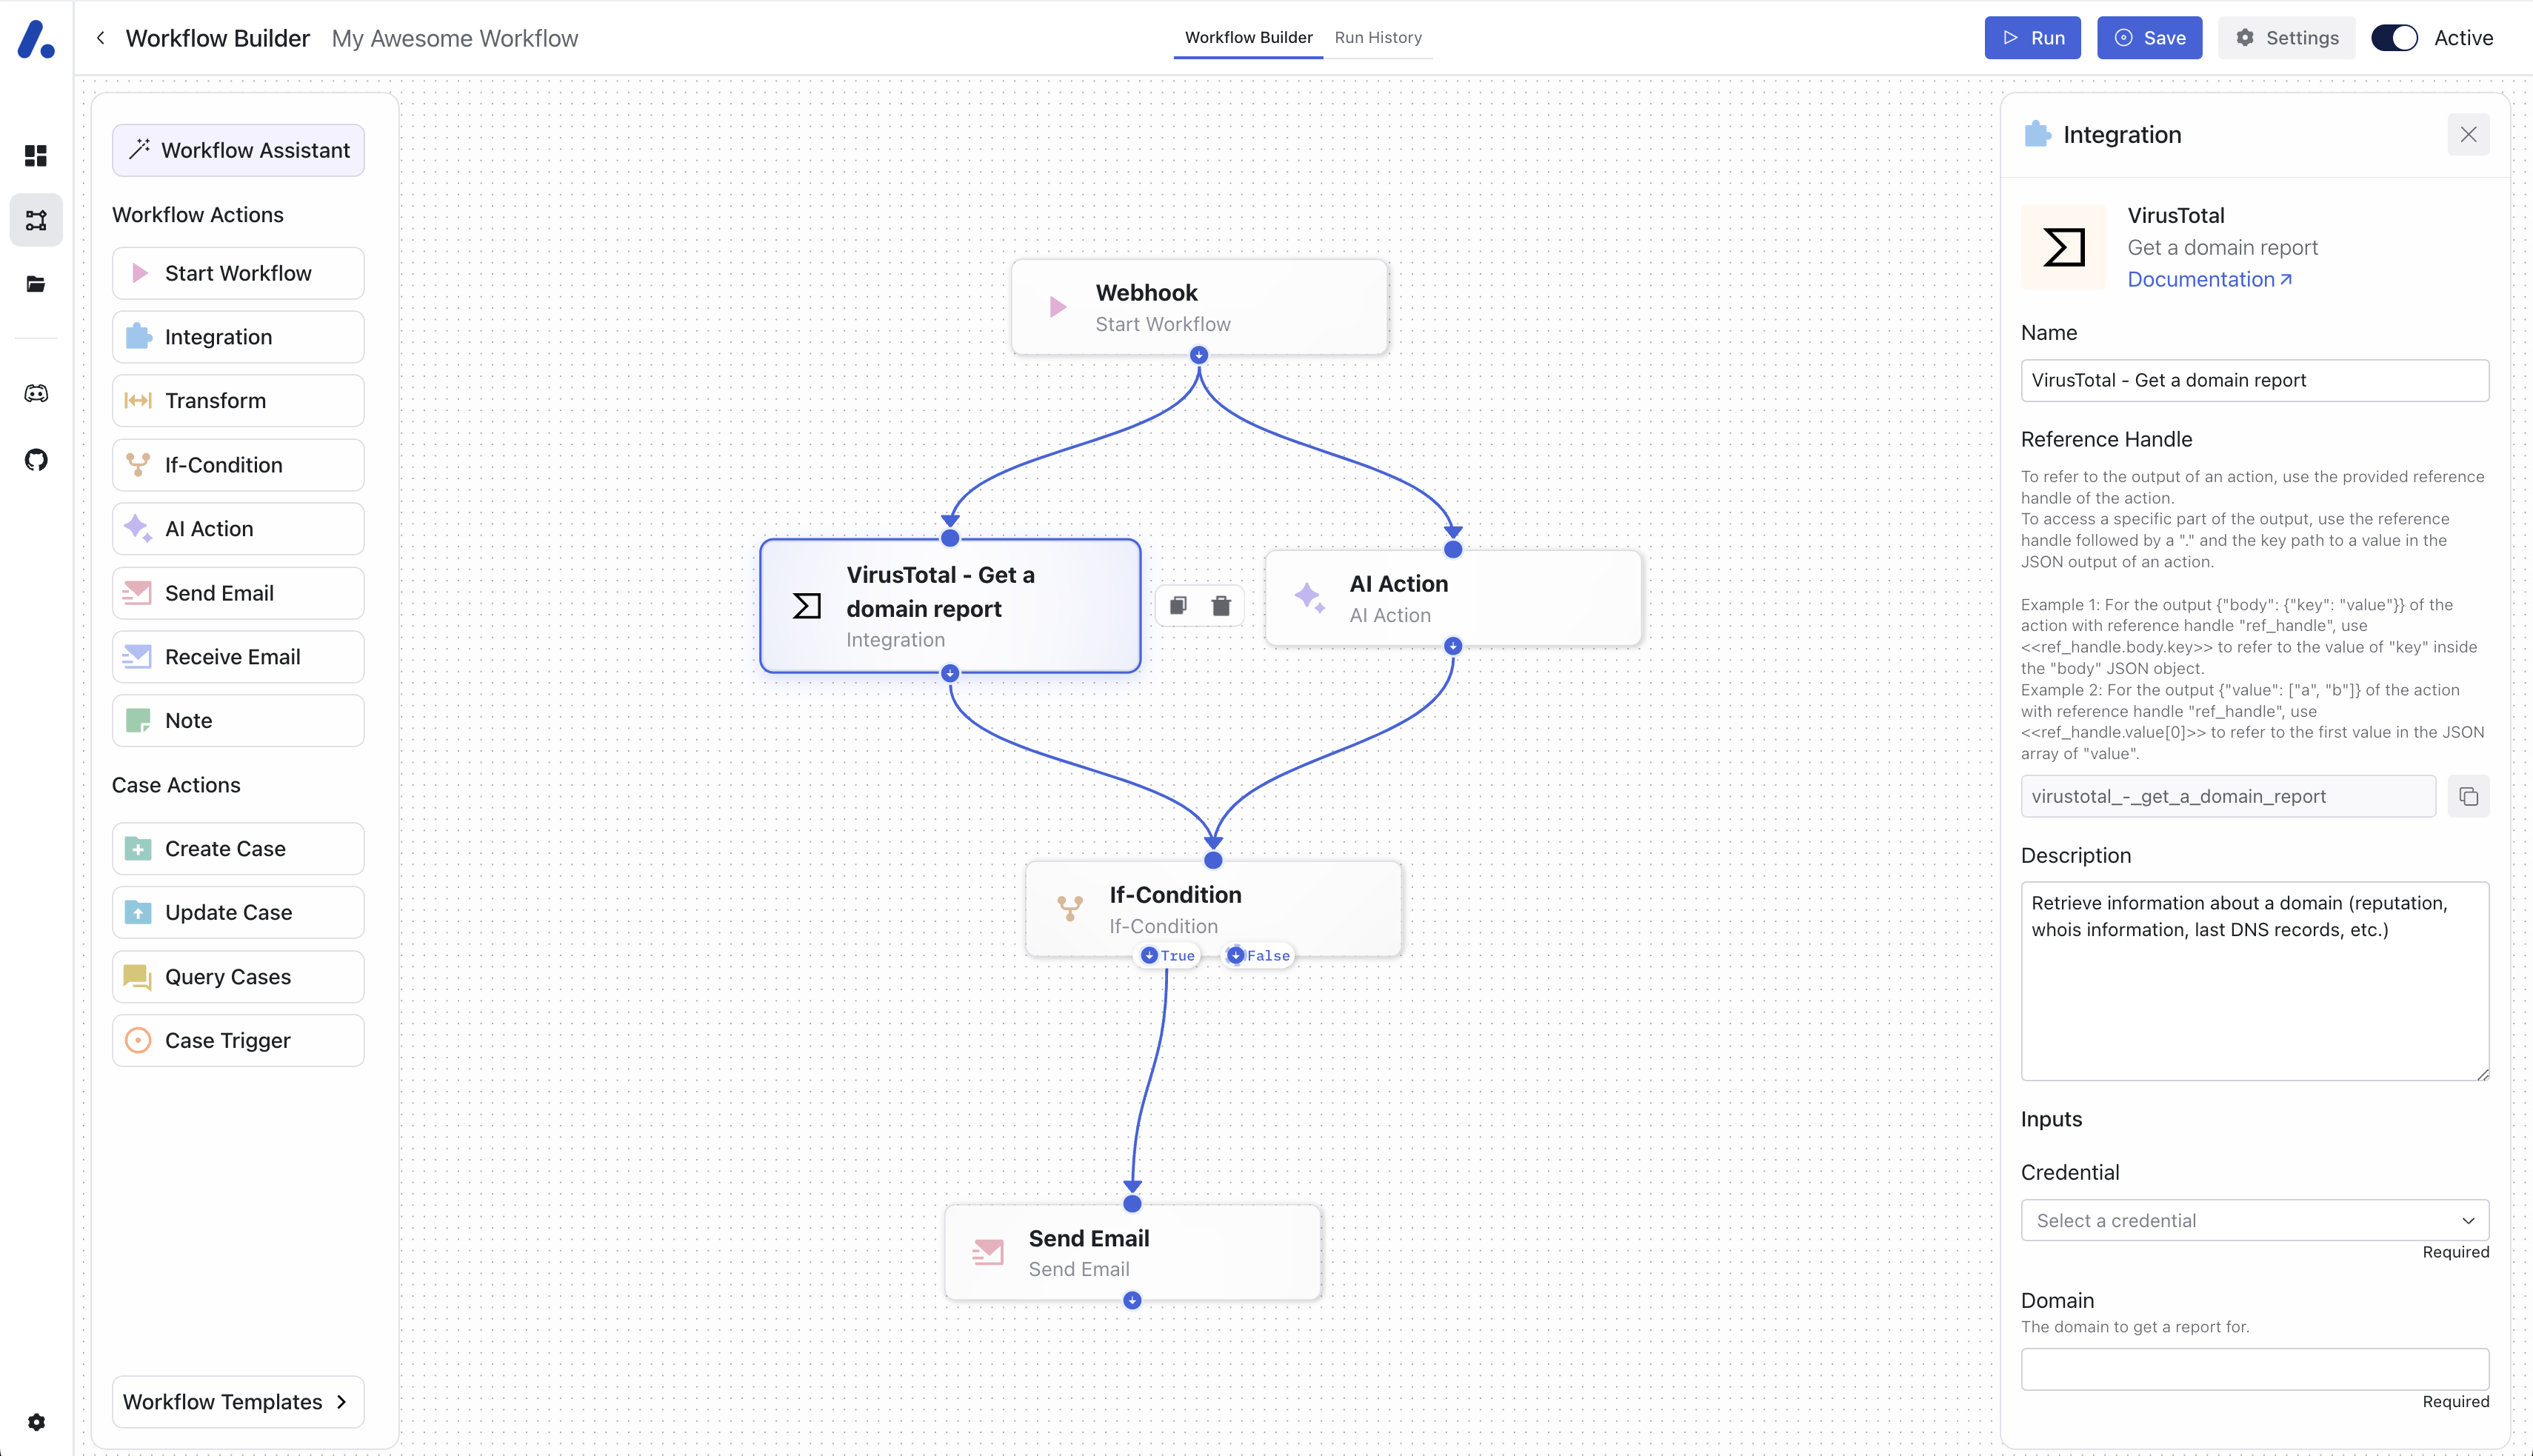 Workflow Builder My Awesome Workflow
Workflow Builder
Run History
Run
Save
Settings
Active
Workflow Assistant
Workflow Actions
Start Workflow
Integration
Transform
If-Condition
AI Action
Send Email
Receive Email
Note
Case Actions
Create Case
Update Case
Query Cases
Case Trigger
Workflow Templates
Webhook
Start Workflow
VirusTotal - Get a
domain report
Integration
AI Action
AI Action
If-Condition
If-Condition
True
False
Send Email
Send Email
Integration
VirusTotal
Get a domain report
Documentation
Name
VirusTotal - Get a domain report
Reference Handle
To refer to the output of an action, use the provided reference
handle of the action.
To access a specific part of the output, use the reference
handle followed by a "." and the key path to a value in the
JSON output of an action.
Example 1: For the output {"body": {"key": "value"}} of the
action with reference handle "ref_handle", use
<<ref_handle.body.key>> to refer to the value of "key" inside
the "body" JSON object.
Example 2: For the output {"value": ["a", "b"]} of the action
with reference handle "ref_handle", use
<<ref_handle.value[0]>> to refer to the first value in the JSON
array of "value".
virustotal_-_get_a_domain_report
Description
Retrieve information about a domain (reputation,
whois information, last DNS records, etc.)
Inputs
Credential
Select a credential
Required
Domain
The domain to get a report for.
Required